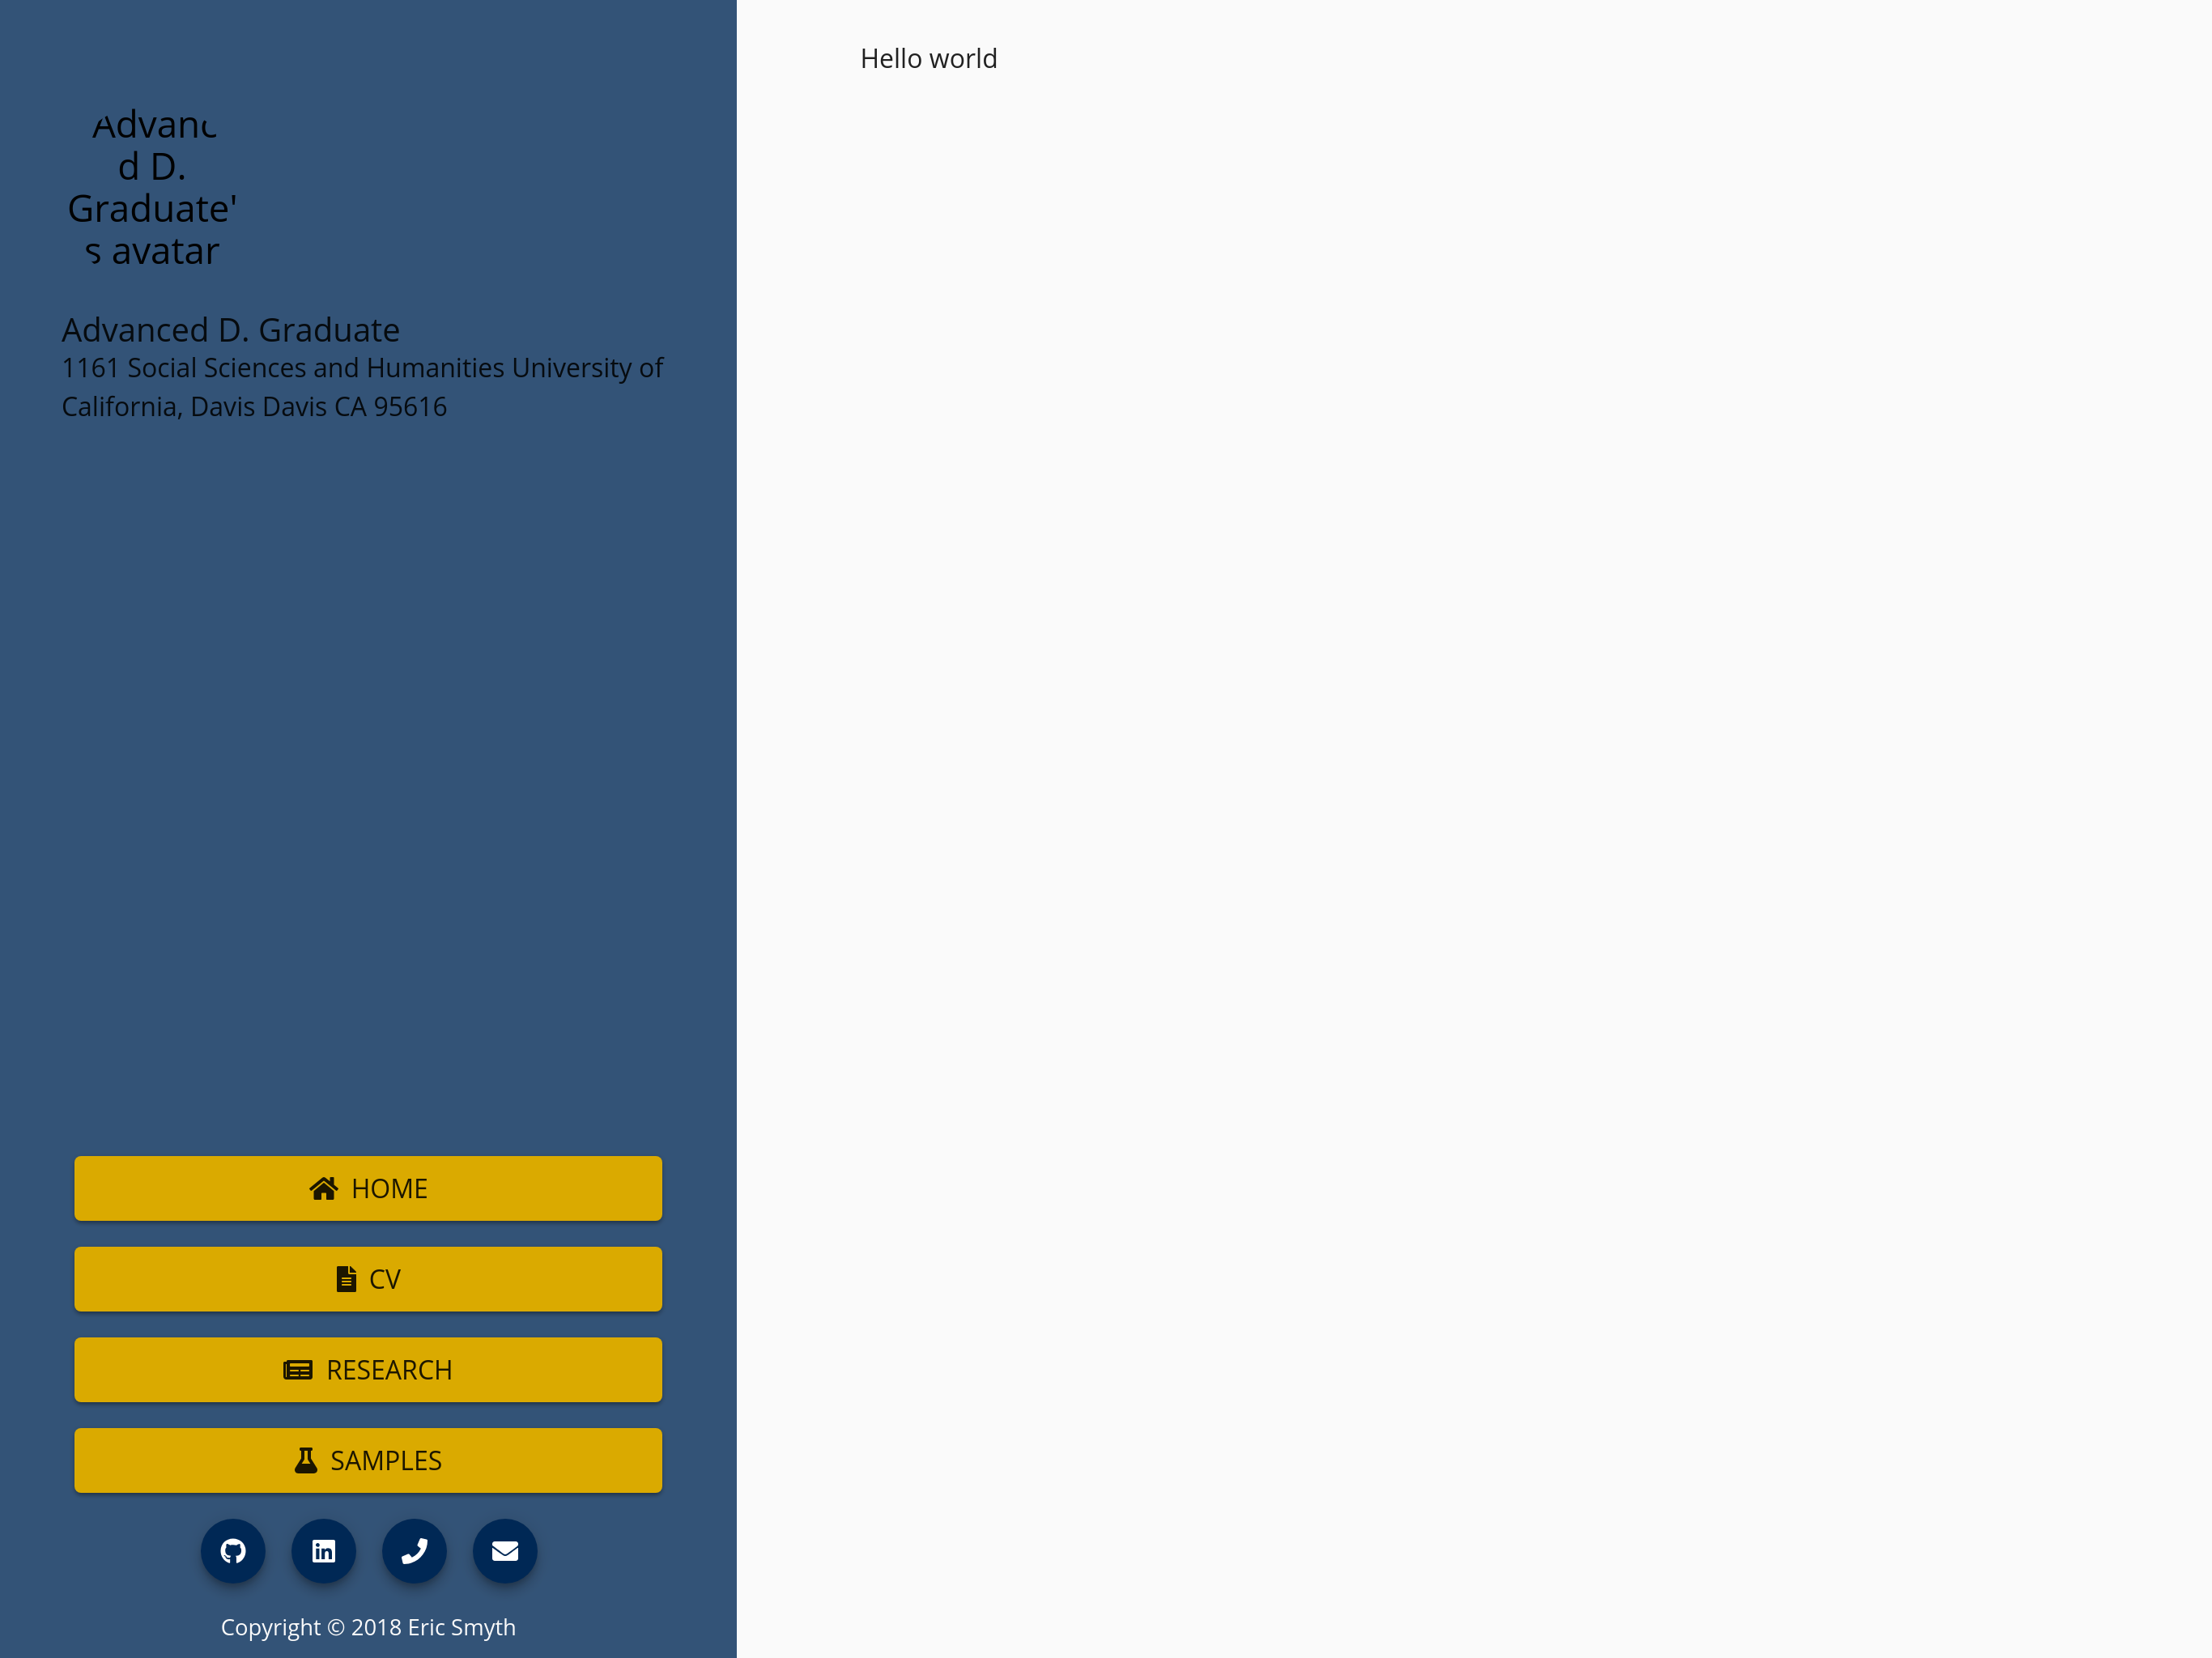 Advanc
d D.
Graduate'
s avatar
Advanced D. Graduate
1161 Social Sciences and Humanities University of
California, Davis Davis CA 95616
HOME
CV
RESEARCH
SAMPLES
Copyright © 2018 Eric Smyth
Hello world